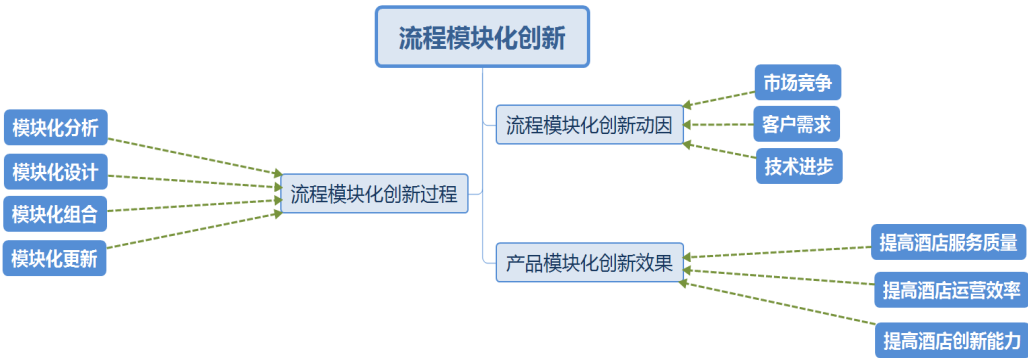 流程模块化创新
流程模块化创新动因
市场竞争
客户需求
技术进步
流程模块化创新过程
模块化分析
模块化设计
模块化组合
模块化更新
产品模块化创新效果
提高酒店服务质量
提高酒店运营效率
提高酒店创新能力